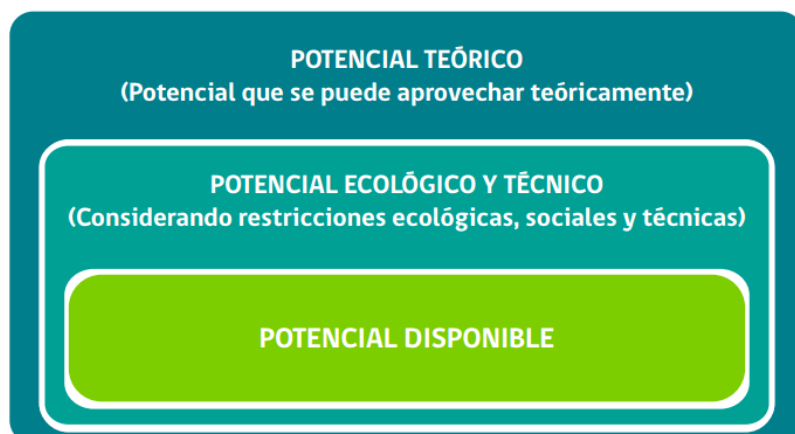 POTENCIAL TEÓRICO
(Potencial que se puede aprovechar teóricamente)
POTENCIAL ECOLÓGICO Y TÉCNICO
(Considerando restricciones ecológicas, sociales y técnicas)
POTENCIAL DISPONIBLE